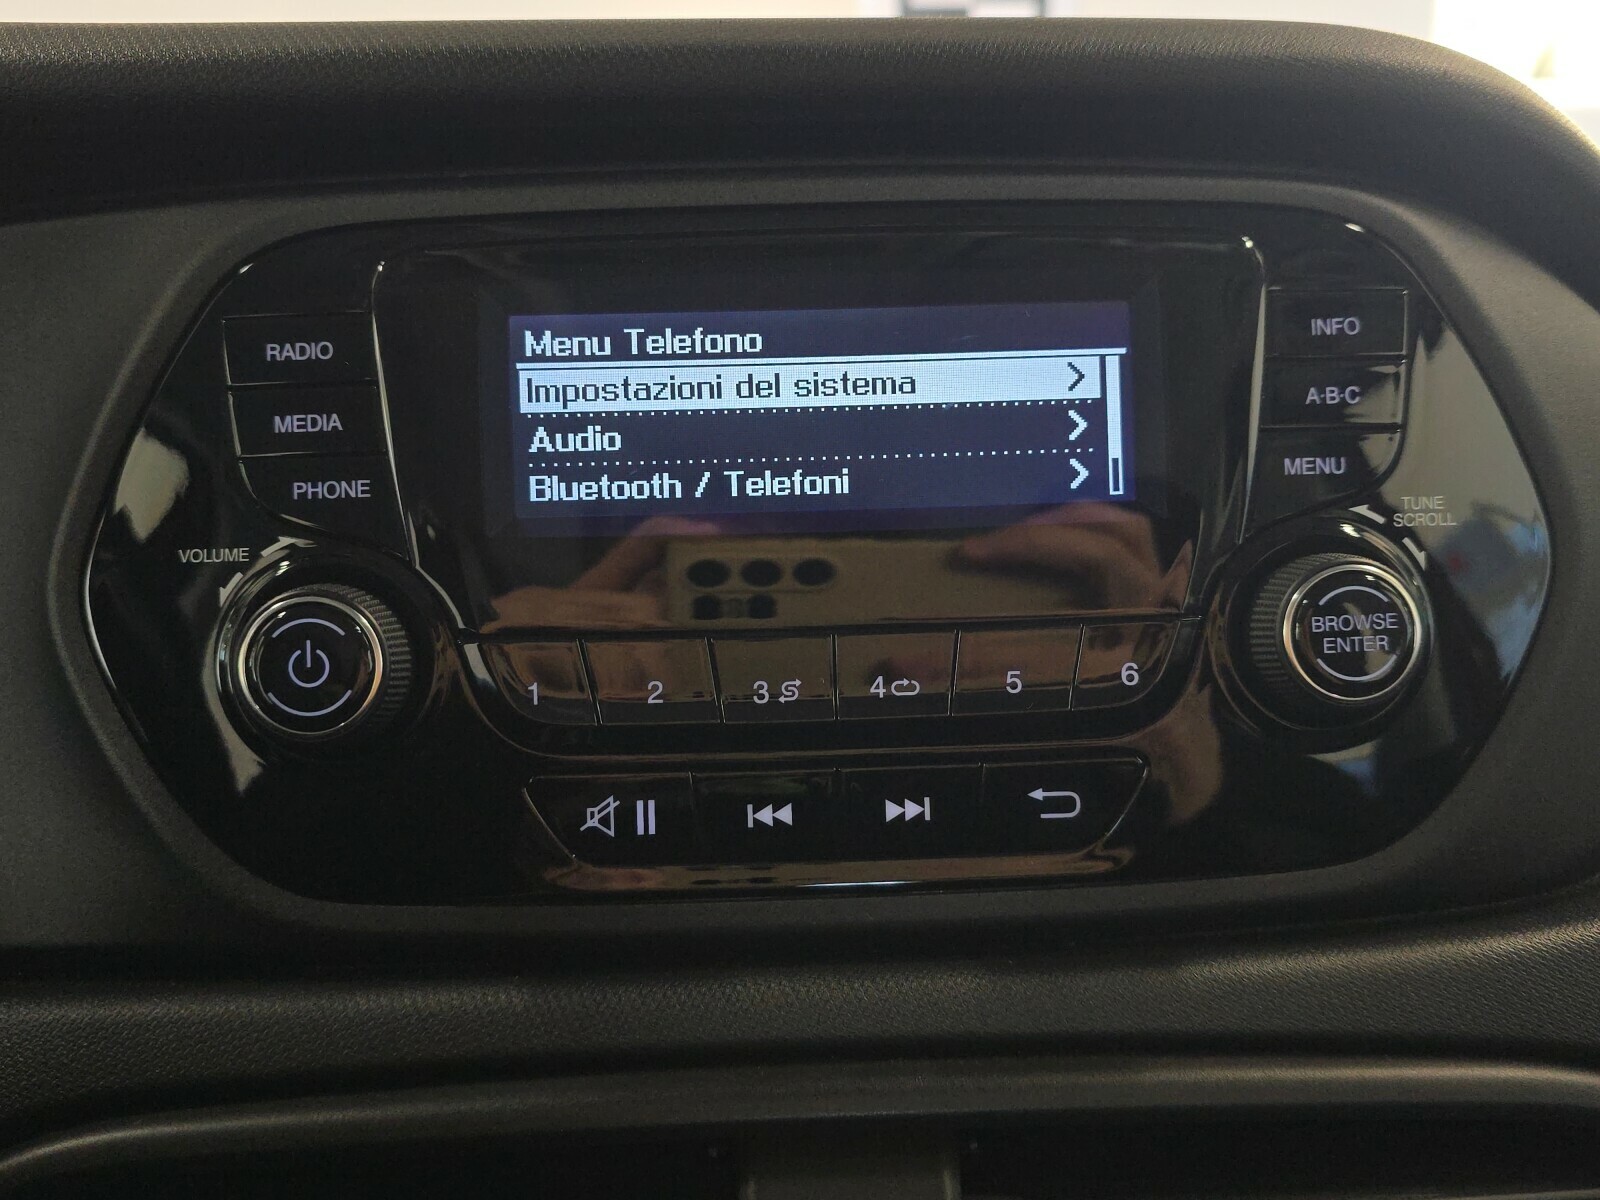 Menu Telefono
Impostazioni del sistema
Audio
Bluetooth / Telefoni
RADIO
MEDIA
PHONE
VOLUME
INFO
A·B·C
MENU
TUNE
SCROLL
BROWSE
ENTER
1
2
3
4
5
6